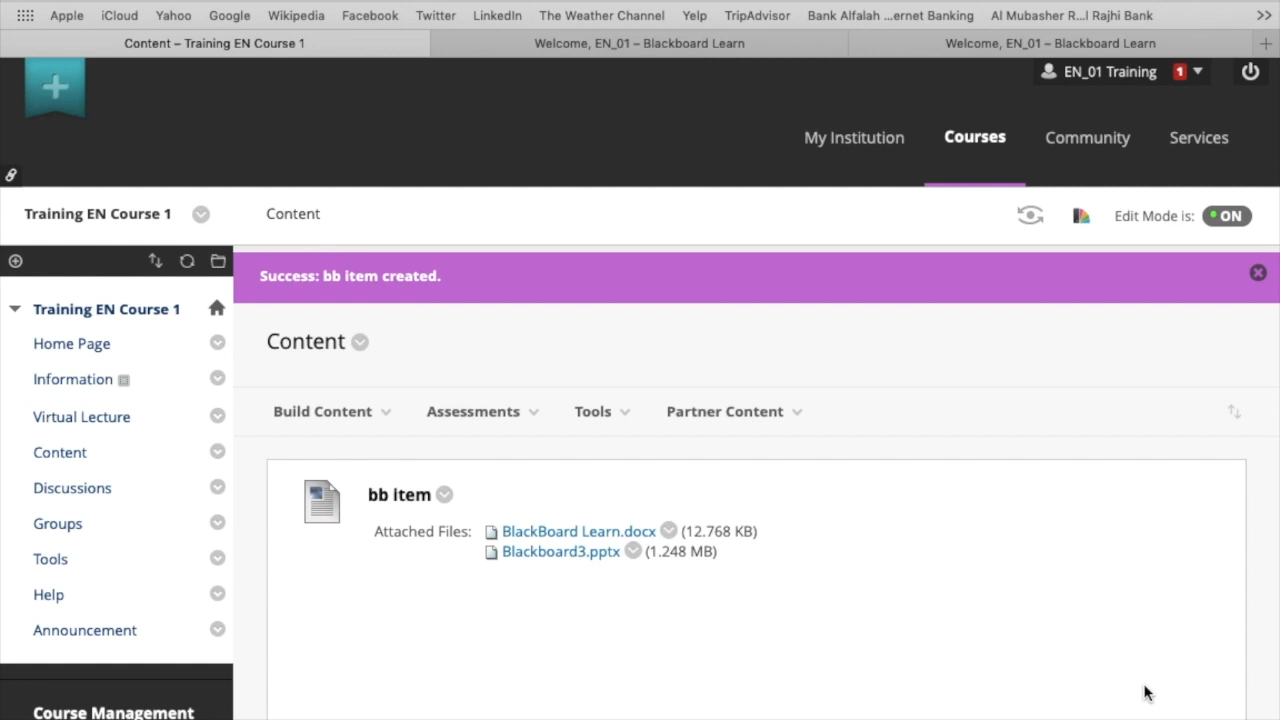 Apple iCloud Yahoo Google Wikipedia Facebook Twitter LinkedIn The Weather Channel Yelp TripAdvisor Bank Alfalah ...ernet Banking Al Mubasher R...l Rajhi Bank >>
Content – Training EN Course 1 Welcome, EN_01 – Blackboard Learn Welcome, EN_01 – Blackboard Learn +
EN_01 Training 1
My Institution Courses Community Services
Training EN Course 1 Content Edit Mode is: ON
Success: bb item created.
Training EN Course 1
Home Page
Information
Virtual Lecture
Content
Discussions
Groups
Tools
Help
Announcement
Course Management
Content
Build Content Assessments Tools Partner Content
bb item
Attached Files: BlackBoard Learn.docx (12.768 KB)
Blackboard3.pptx (1.248 MB)